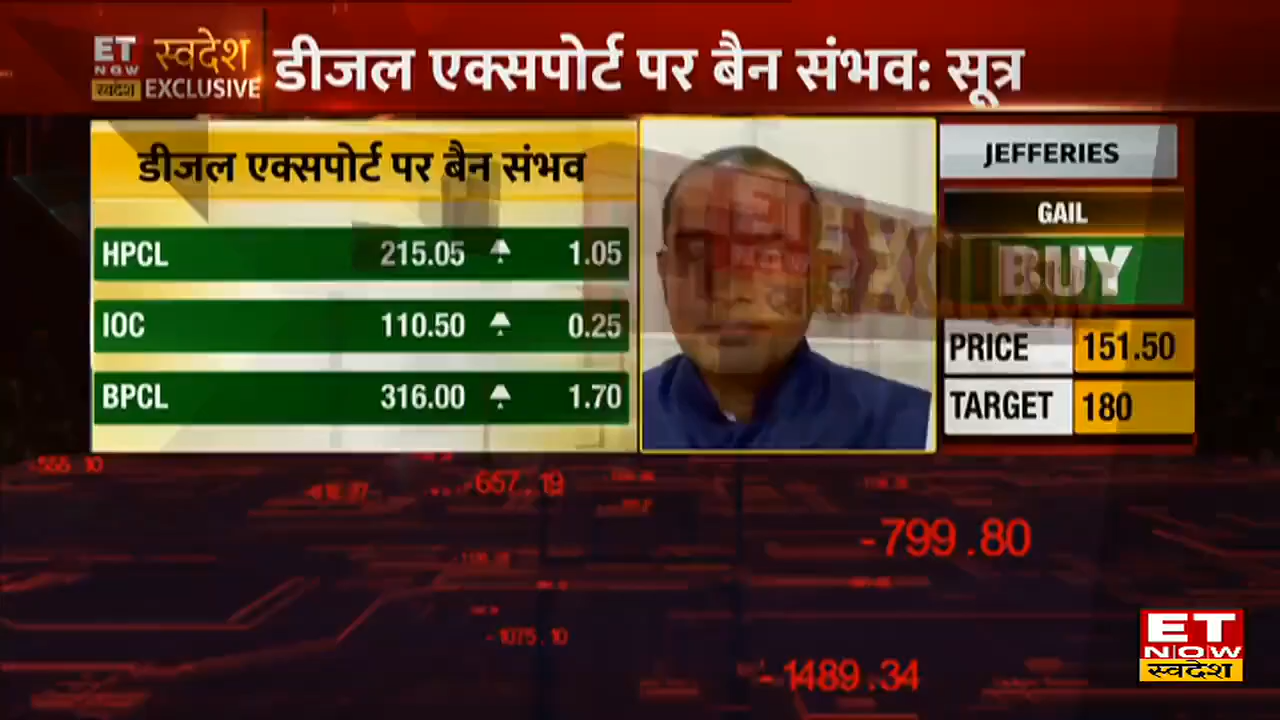 ET NOW स्वदेश EXCLUSIVE
स्वदेश
डीजल एक्सपोर्ट पर बैन संभव: सूत्र
डीजल एक्सपोर्ट पर बैन संभव
HPCL 215.05 1.05
IOC 110.50 0.25
BPCL 316.00 1.70
JEFFERIES
GAIL
BUY
PRICE 151.50
TARGET 180
-657.19
-799.80
-1075.10
-1489.34
ET
NOW
स्वदेश